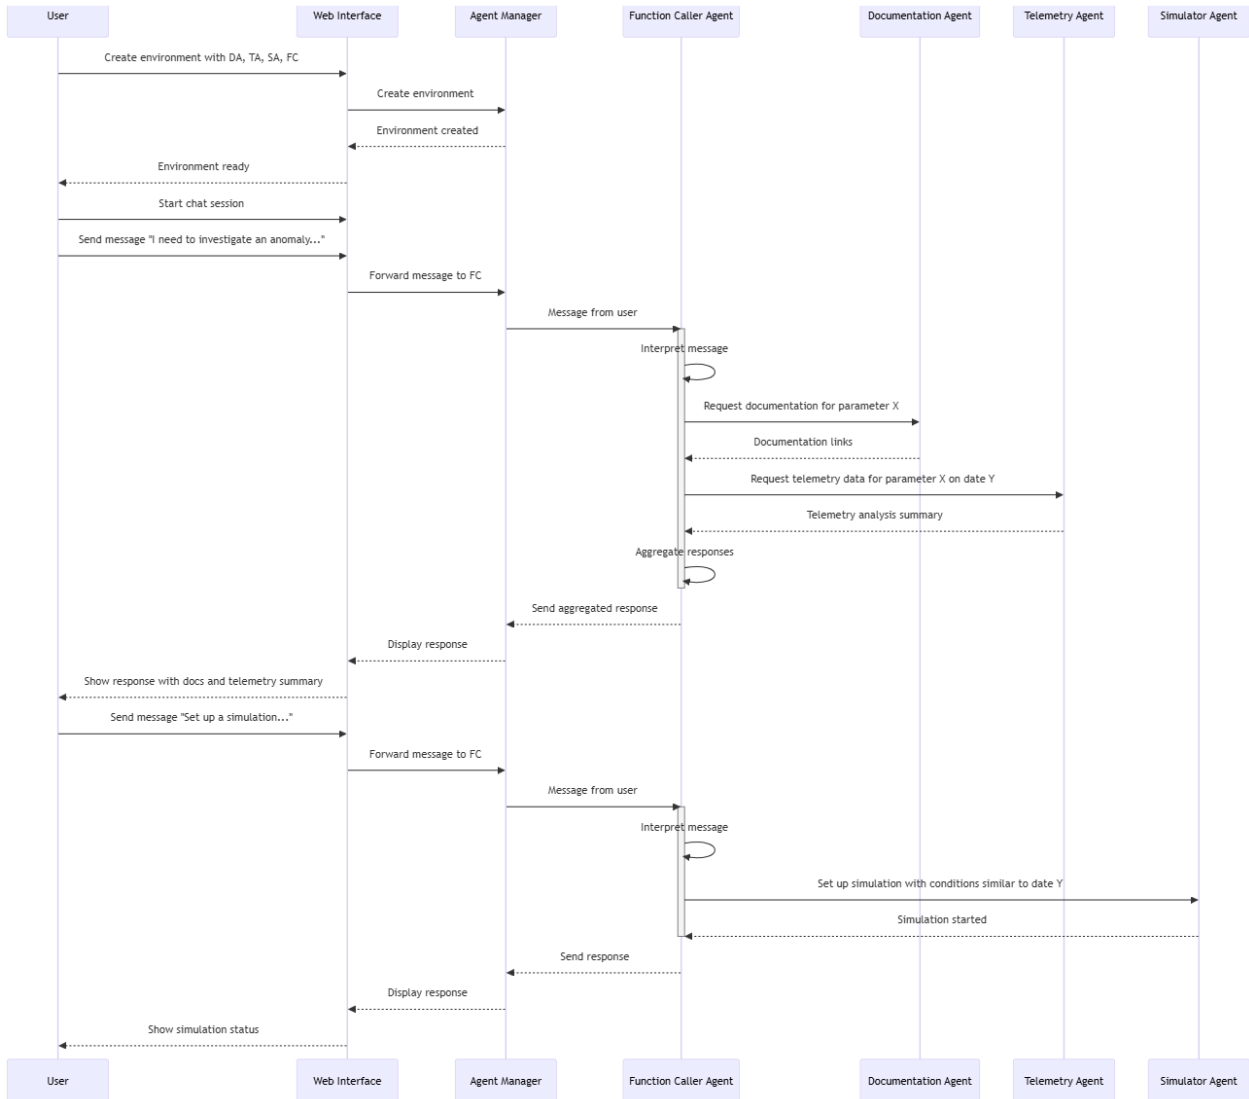 User
Web Interface
Agent Manager
Function Caller Agent
Documentation Agent
Telemetry Agent
Simulator Agent
Create environment with DA, TA, SA, FC
Create environment
Environment created
Environment ready
Start chat session
Send message "I need to investigate an anomaly..."
Forward message to FC
Message from user
Interpret message
Request documentation for parameter X
Documentation links
Request telemetry data for parameter X on date Y
Telemetry analysis summary
Aggregate responses
Send aggregated response
Display response
Show response with docs and telemetry summary
Send message "Set up a simulation..."
Forward message to FC
Message from user
Interpret message
Set up simulation with conditions similar to date Y
Simulation started
Send response
Display response
Show simulation status
User
Web Interface
Agent Manager
Function Caller Agent
Documentation Agent
Telemetry Agent
Simulator Agent